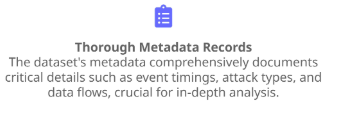 Thorough Metadata Records
The dataset's metadata comprehensively documents
critical details such as event timings, attack types, and
data flows, crucial for in-depth analysis.